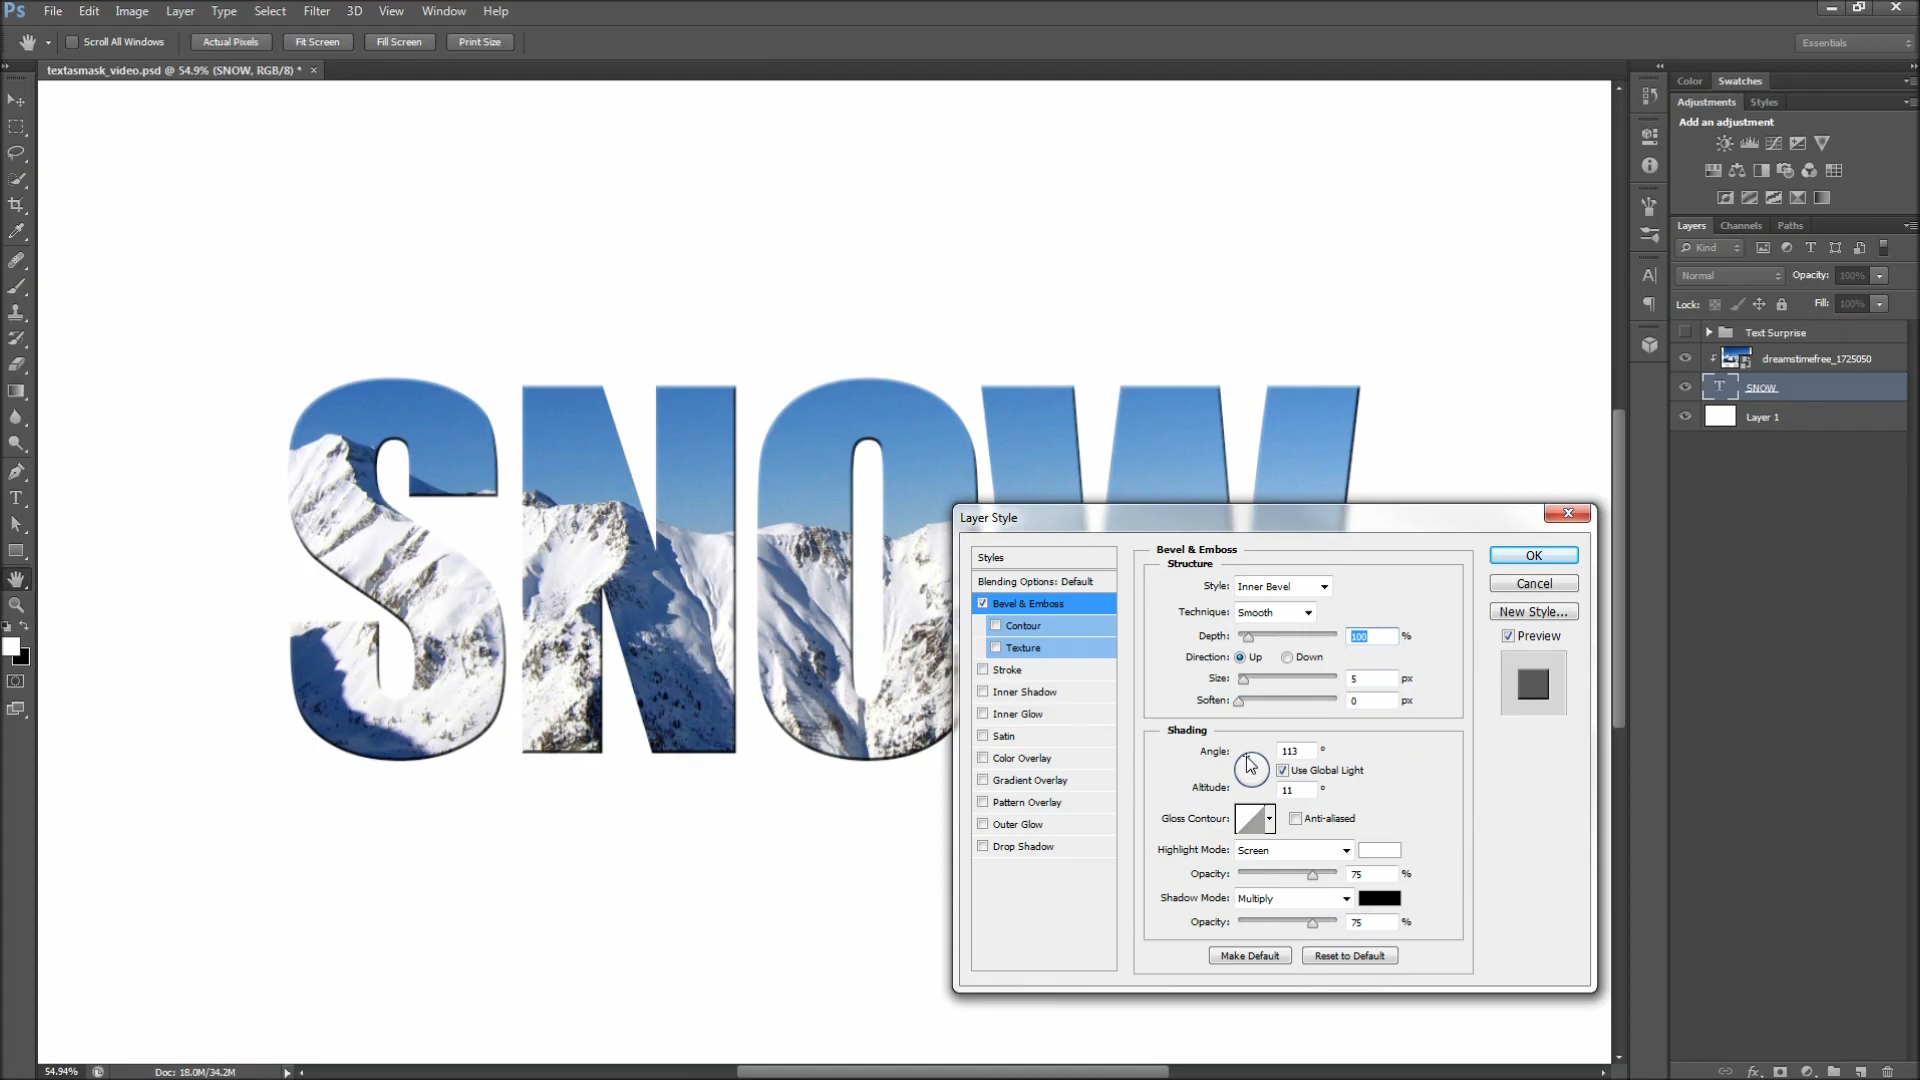 Ps File Edit Image Layer Type Select Filter 3D View Window Help
Scroll All Windows Actual Pixels Fit Screen Fill Screen Print Size Essentials
textasmask_video.psd @ 54.9% (SNOW, RGB/8) * ×
Color Swatches
Adjustments Styles
Add an adjustment
Layers Channels Paths
Kind
Normal Opacity: 100%
Lock: Fill: 100%
Text Surprise
dreamstimefree_1725050
SNOW
Layer 1
SNOW
Layer Style
Styles
Blending Options: Default
Bevel & Emboss
Contour
Texture
Stroke
Inner Shadow
Inner Glow
Satin
Color Overlay
Gradient Overlay
Pattern Overlay
Outer Glow
Drop Shadow
Bevel & Emboss
Structure
Style: Inner Bevel
Technique: Smooth
Depth: 100 %
Direction: Up Down
Size: 5 px
Soften: 0 px
Shading
Angle: 113 °
Use Global Light
Altitude: 11 °
Gloss Contour: Anti-aliased
Highlight Mode: Screen
Opacity: 75 %
Shadow Mode: Multiply
Opacity: 75 %
Make Default Reset to Default
OK
Cancel
New Style...
Preview
54.94% Doc: 18.0M/34.2M